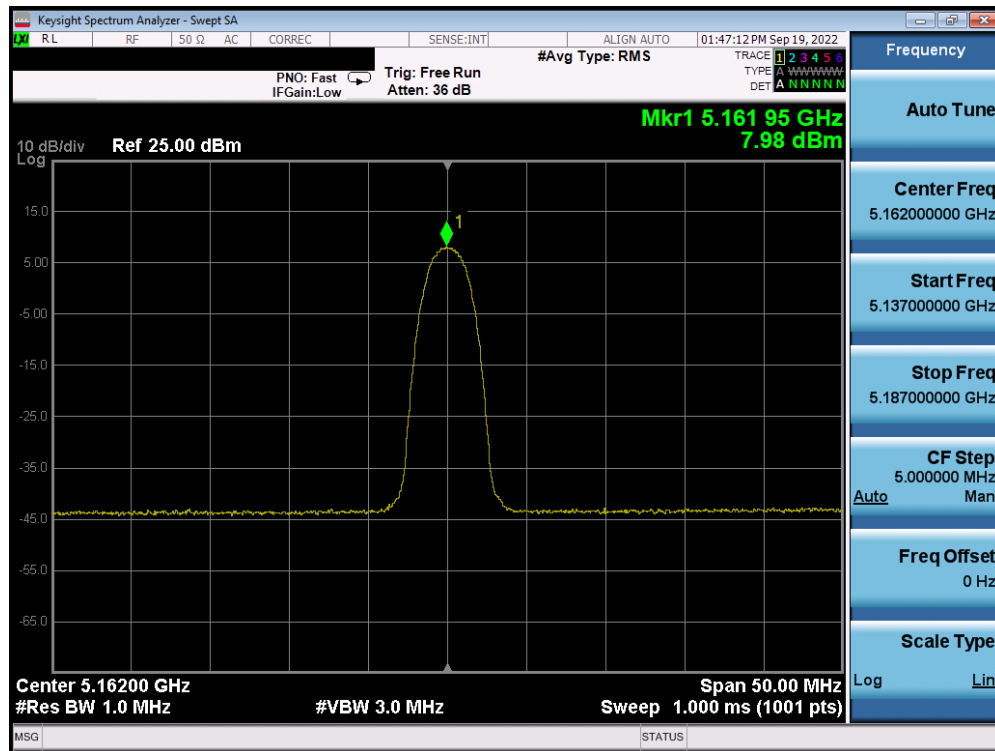 Keysight Spectrum Analyzer - Swept SA
LXI RL RF 50 Ω AC CORREC SENSE:INT ALIGN AUTO 01:47:12 PM Sep 19, 2022
#Avg Type: RMS
TRACE 1 2 3 4 5 6
TYPE A WWWWW
DET A N N N N N
PNO: Fast
IFGain:Low
Trig: Free Run
Atten: 36 dB
Mkr1 5.161 95 GHz
7.98 dBm
10 dB/div
Log
Ref 25.00 dBm
1
15.0
5.00
-5.00
-15.0
-25.0
-35.0
-45.0
-55.0
-65.0
Center 5.16200 GHz
Span 50.00 MHz
#Res BW 1.0 MHz
#VBW 3.0 MHz
Sweep 1.000 ms (1001 pts)
MSG
STATUS
Frequency
Auto Tune
Center Freq
5.162000000 GHz
Start Freq
5.137000000 GHz
Stop Freq
5.187000000 GHz
CF Step
5.000000 MHz
Auto Man
Freq Offset
0 Hz
Scale Type
Log Lin